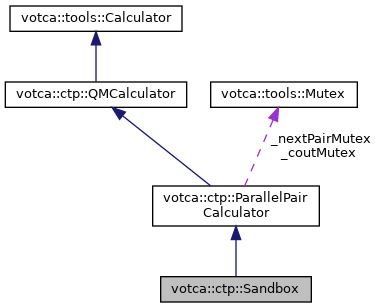 votca::tools::Calculator
votca::ctp::QMCalculator
votca::tools::Mutex
_nextPairMutex
_coutMutex
votca::ctp::ParallelPair
Calculator
votca::ctp::Sandbox